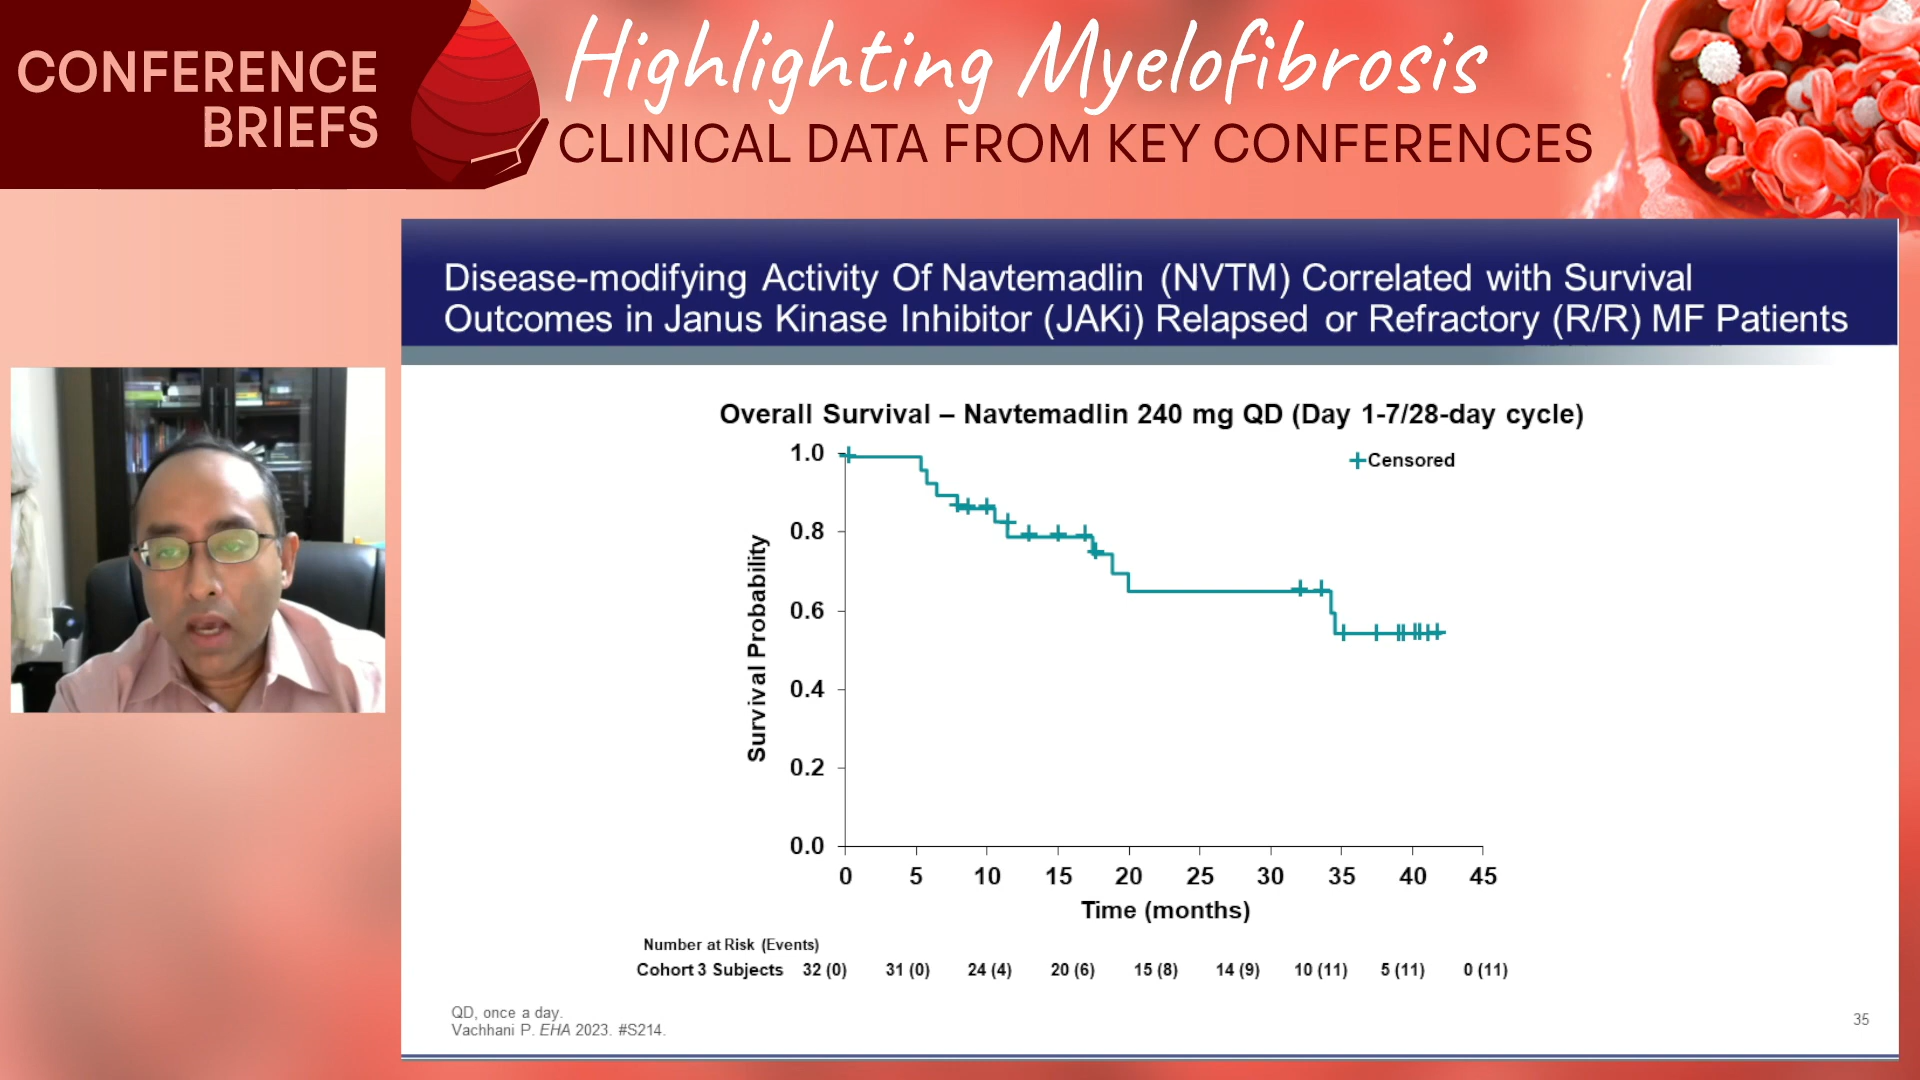 CONFERENCE
BRIEFS
Highlighting Myelofibrosis
CLINICAL DATA FROM KEY CONFERENCES
Disease-modifying Activity Of Navtemadlin (NVTM) Correlated with Survival
Outcomes in Janus Kinase Inhibitor (JAKi) Relapsed or Refractory (R/R) MF Patients
Overall Survival – Navtemadlin 240 mg QD (Day 1-7/28-day cycle)
Censored
Survival Probability
1.0
0.8
0.6
0.4
0.2
0.0
0 5 10 15 20 25 30 35 40 45
Time (months)
Number at Risk (Events)
Cohort 3 Subjects 32 (0) 31 (0) 24 (4) 20 (6) 15 (8) 14 (9) 10 (11) 5 (11) 0 (11)
QD, once a day.
Vachhani P. EHA 2023. #S214.
35